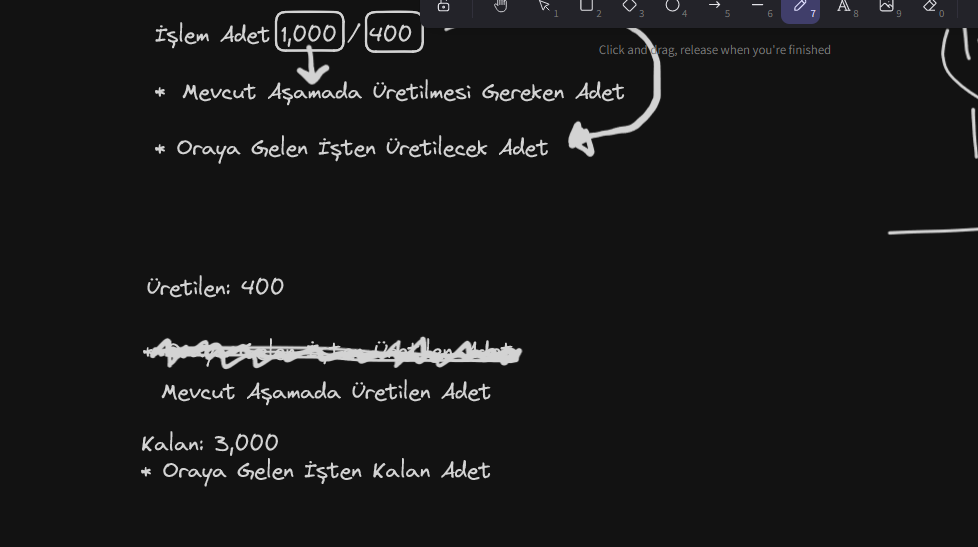 İşlem Adet 1,000 / 400
Click and drag, release when you're finished
* Mevcut Aşamada Üretilmesi Gereken Adet
* Oraya Gelen İşten Üretilecek Adet
Üretilen: 400
Mevcut Aşamada Üretilen Adet
Kalan: 3,000
* Oraya Gelen İşten Kalan Adet
1 2 3 4 5 6 7 A 8 9 0